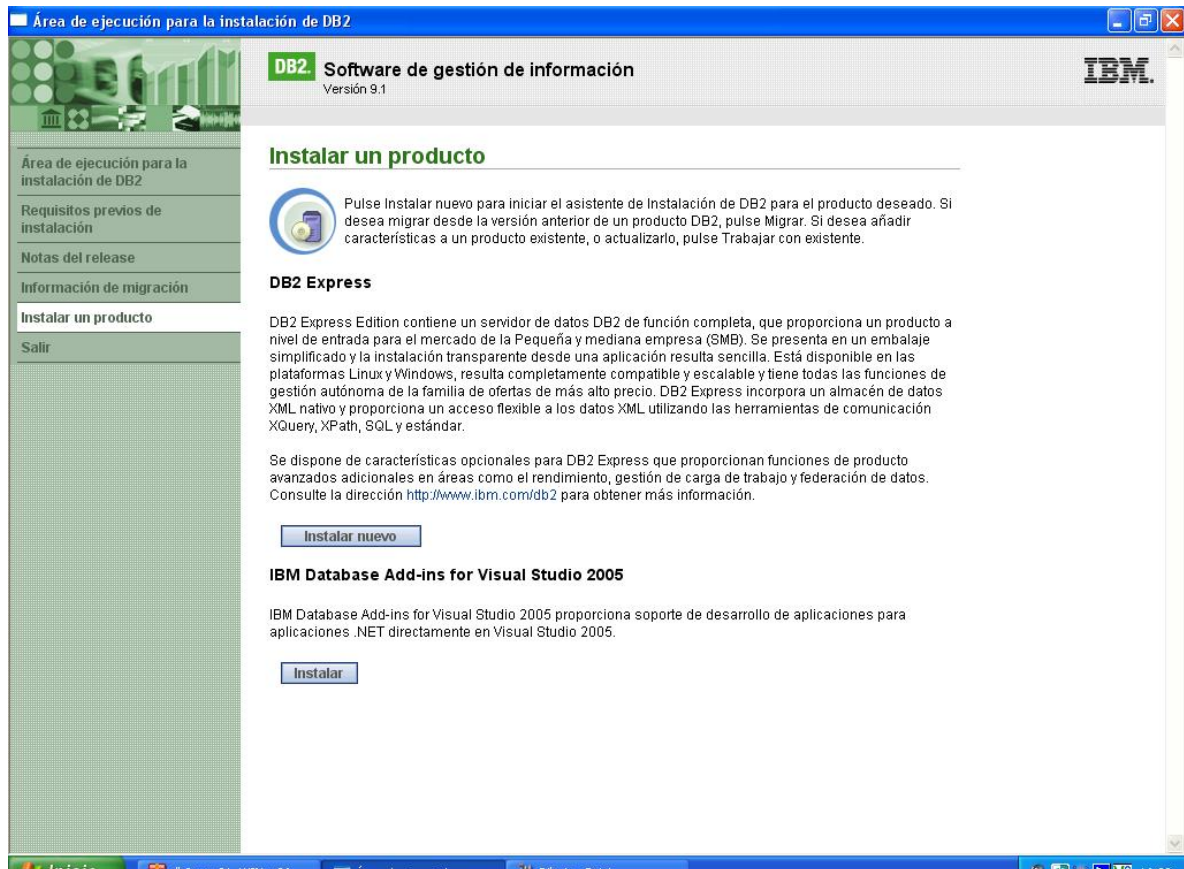 Área de ejecución para la instalación de DB2
DB2.
Software de gestión de información
Versión 9.1
IBM.
Área de ejecución para la
instalación de DB2
Requisitos previos de
instalación
Notas del release
Información de migración
Instalar un producto
Salir
Instalar un producto
Pulse Instalar nuevo para iniciar el asistente de Instalación de DB2 para el producto deseado. Si
desea migrar desde la versión anterior de un producto DB2, pulse Migrar. Si desea añadir
características a un producto existente, o actualizarlo, pulse Trabajar con existente.
DB2 Express
DB2 Express Edition contiene un servidor de datos DB2 de función completa, que proporciona un producto a
nivel de entrada para el mercado de la Pequeña y mediana empresa (SMB). Se presenta en un embalaje
simplificado y la instalación transparente desde una aplicación resulta sencilla. Está disponible en las
plataformas Linux y Windows, resulta completamente compatible y escalable y tiene todas las funciones de
gestión autónoma de la familia de ofertas de más alto precio. DB2 Express incorpora un almacén de datos
XML nativo y proporciona un acceso flexible a los datos XML utilizando las herramientas de comunicación
XQuery, XPath, SQL y estándar.
Se dispone de características opcionales para DB2 Express que proporcionan funciones de producto
avanzados adicionales en áreas como el rendimiento, gestión de carga de trabajo y federación de datos.
Consulte la dirección http://www.ibm.com/db2 para obtener más información.
Instalar nuevo
IBM Database Add-ins for Visual Studio 2005
IBM Database Add-ins for Visual Studio 2005 proporciona soporte de desarrollo de aplicaciones para
aplicaciones .NET directamente en Visual Studio 2005.
Instalar